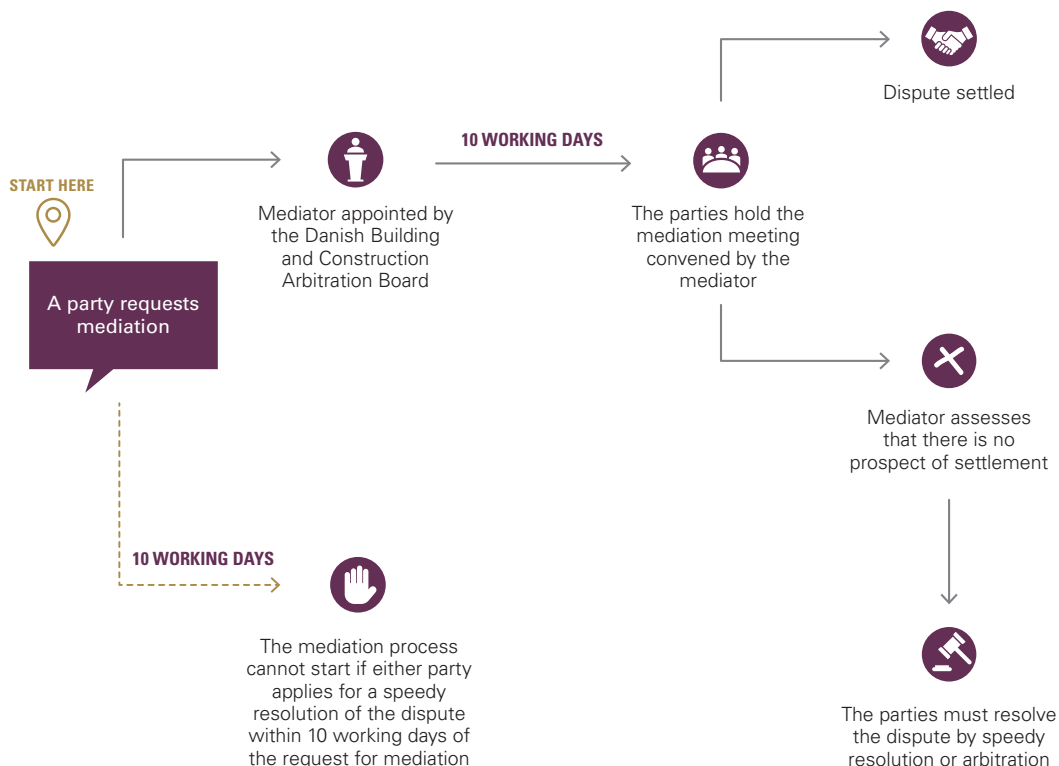 Dispute settled
10 WORKING DAYS
START HERE
Mediator appointed by
the Danish Building
and Construction
Arbitration Board
The parties hold the
mediation meeting
convened by the
mediator
A party requests
mediation
Mediator assesses
that there is no
prospect of settlement
10 WORKING DAYS
The mediation process
cannot start if either party
applies for a speedy
resolution of the dispute
within 10 working days of
the request for mediation
The parties must resolve
the dispute by speedy
resolution or arbitration